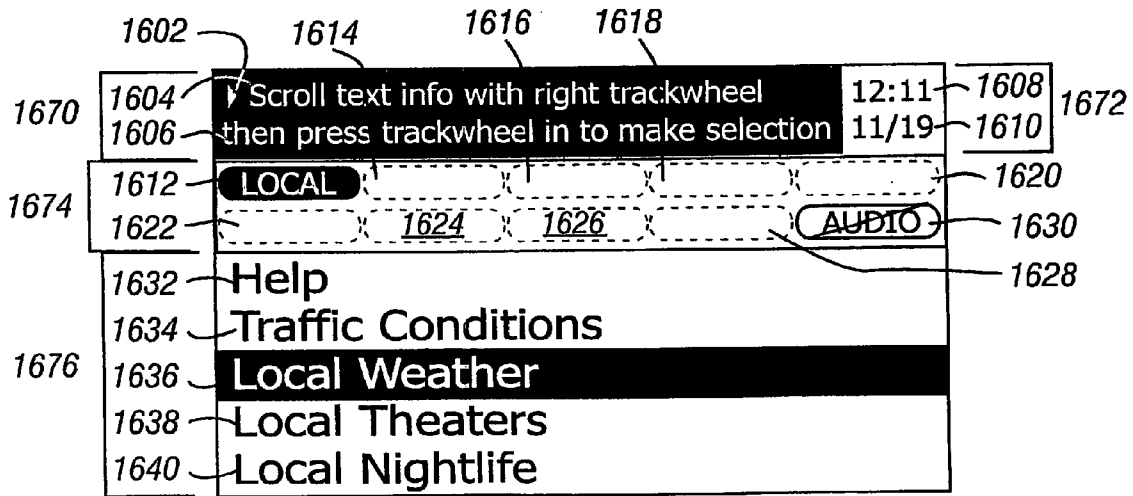 1602 1614 1616 1618
1670 1604 Scroll text info with right trackwheel 12:11 1608 1672
1606 then press trackwheel in to make selection 11/19 1610
1674 1612 LOCAL 1620
1622 1624 1626 AUDIO 1630
1628
1632 Help
1634 Traffic Conditions
1676 1636 Local Weather
1638 Local Theaters
1640 Local Nightlife